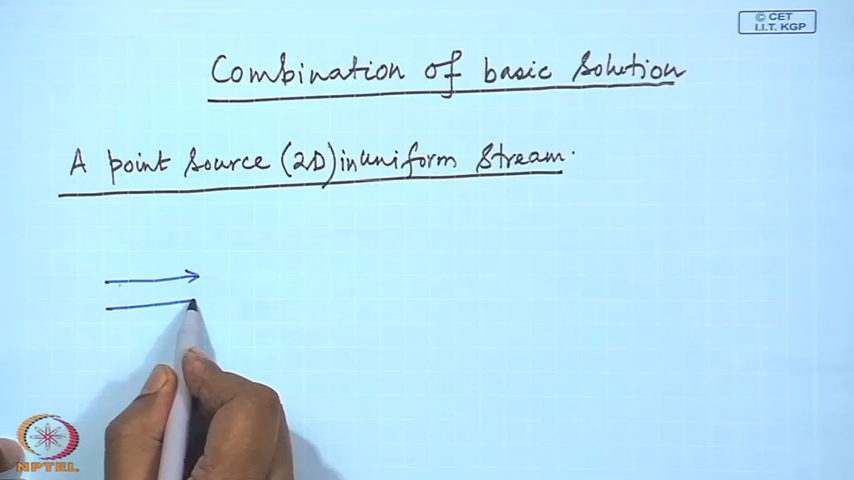 © CET
I.I.T. KGP
Combination of basic Solution
A point Source (2D) in uniform Stream.
NPTEL